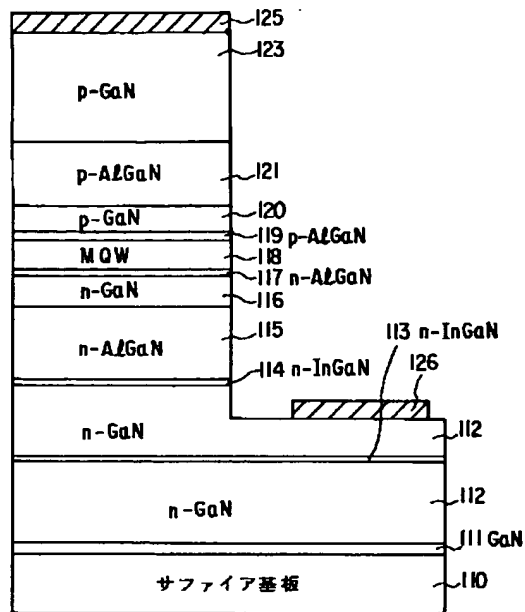 125
123
p-GaN
p-AlGaN
121
p-GaN
120
119 p-AlGaN
MQW
118
117 n-AlGaN
n-GaN
116
115
113 n-InGaN
n-AlGaN
114 n-InGaN
126
n-GaN
112
n-GaN
112
111 GaN
サファイア基板
110